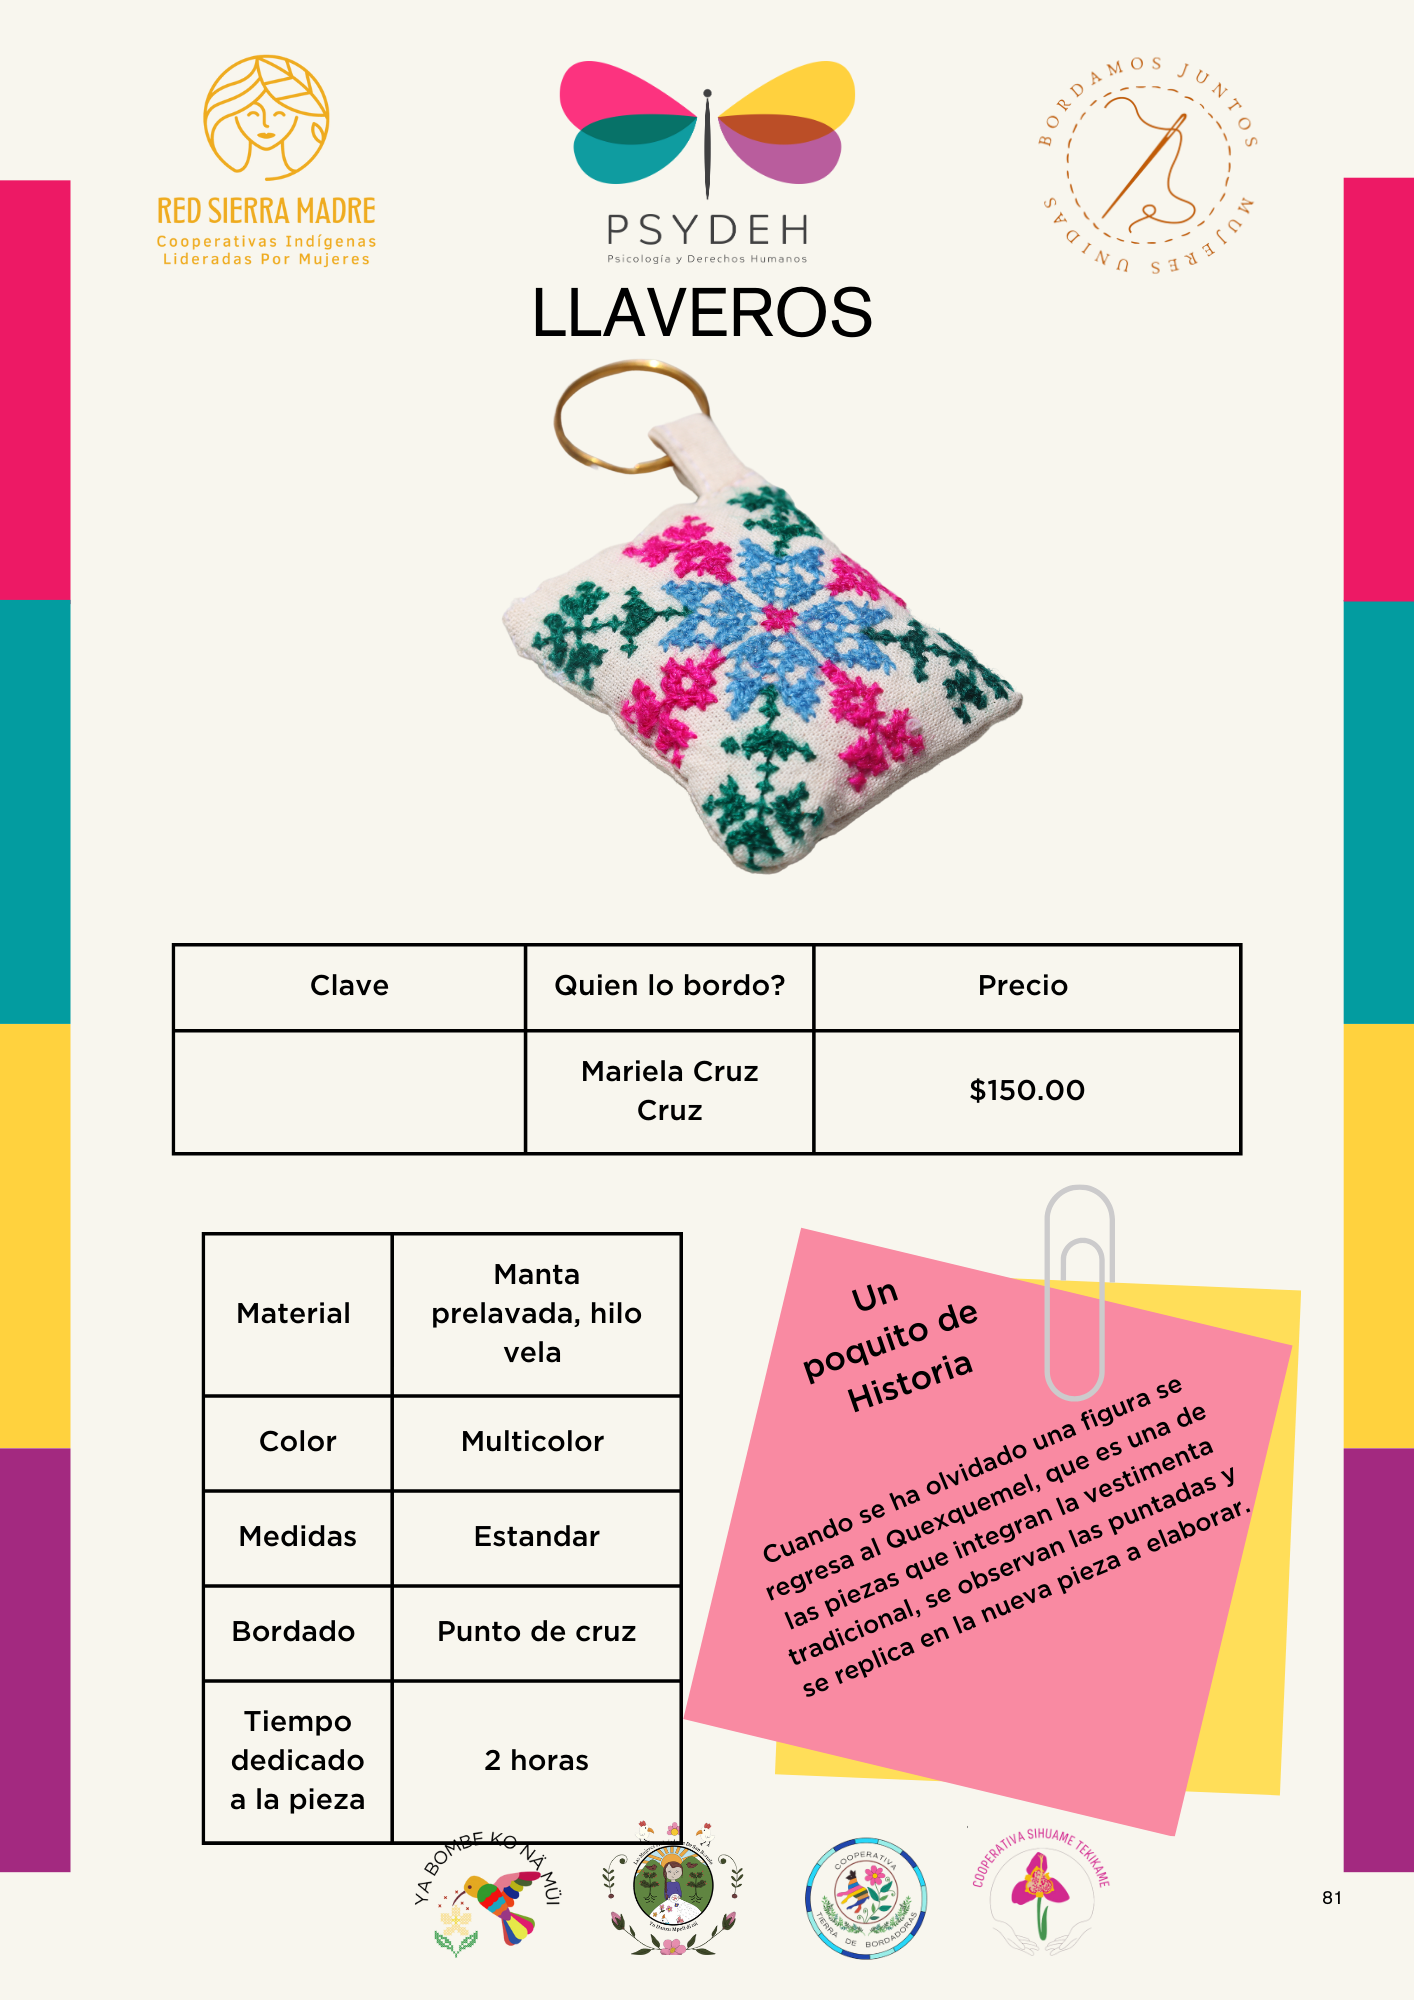 RED SIERRA MADRE
Cooperativas Indígenas
Lideradas Por Mujeres
PSYDEH
Psicología y Derechos Humanos
BORDAMOS JUNTOS
MUJERES UNIDAS
LLAVEROS
Clave
Quien lo bordo?
Precio
Mariela Cruz
Cruz
$150.00
Material
Manta
prelavada, hilo
vela
Color
Multicolor
Medidas
Estandar
Bordado
Punto de cruz
Tiempo
dedicado
a la pieza
2 horas
Un
poquito de
Historia
Cuando se ha olvidado una figura se
regresa al Quexquemel, que es una de
las piezas que integran la vestimenta
tradicional, se observan las puntadas y
se replica en la nueva pieza a elaborar.
YA BOMBE KO NÄ MÜI
COOPERATIVA
TIERRA DE BORDADORAS
COOPERATIVA SIHUAME TEKIKAME
81